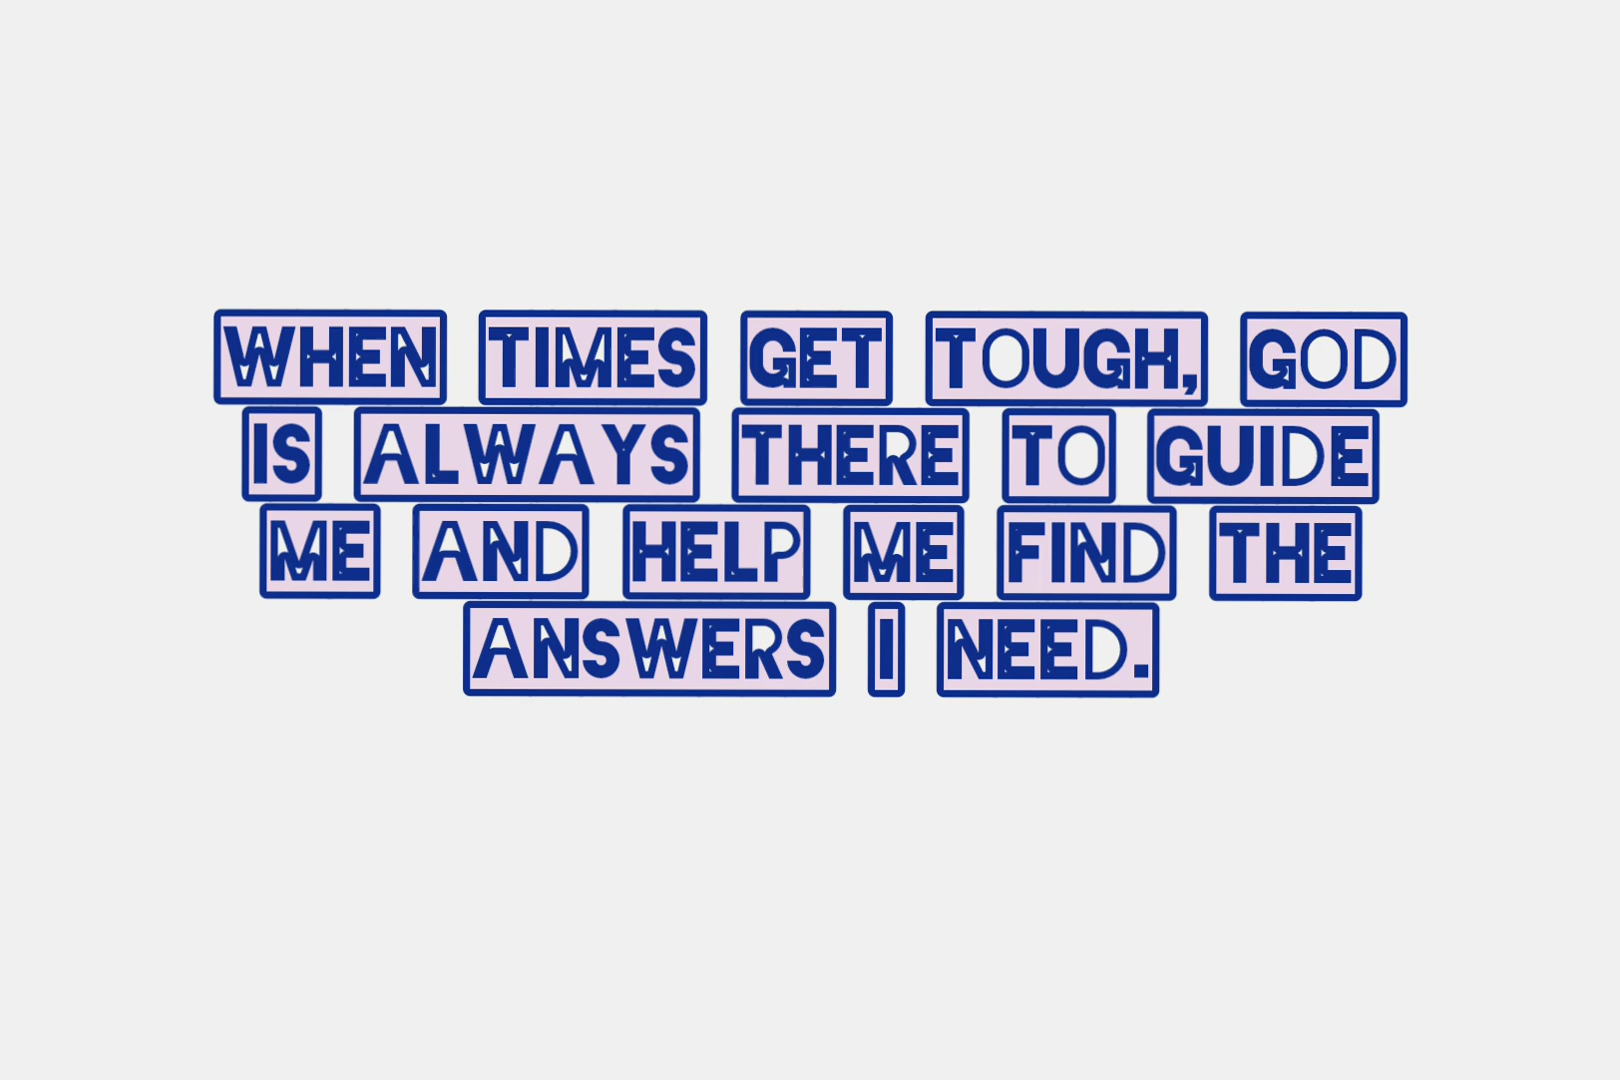 WHEN TIMES GET TOUGH, GOD
IS ALWAYS THERE TO GUIDE
ME AND HELP ME FIND THE
ANSWERS I NEED.